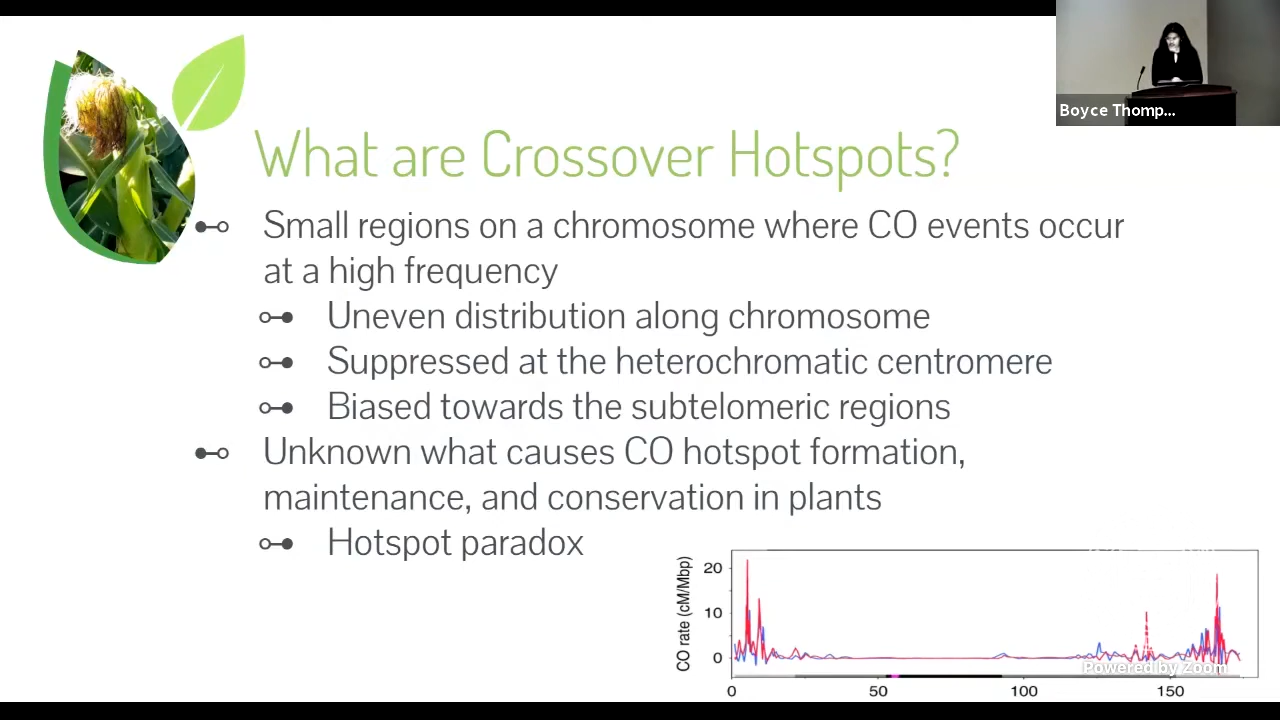 Boyce Thomp...
What are Crossover Hotspots?
Small regions on a chromosome where CO events occur
at a high frequency
Uneven distribution along chromosome
Suppressed at the heterochromatic centromere
Biased towards the subtelomeric regions
Unknown what causes CO hotspot formation,
maintenance, and conservation in plants
Hotspot paradox
CO rate (cM/Mbp)
20
10
0
0 50 100 150
Powered by Zoom